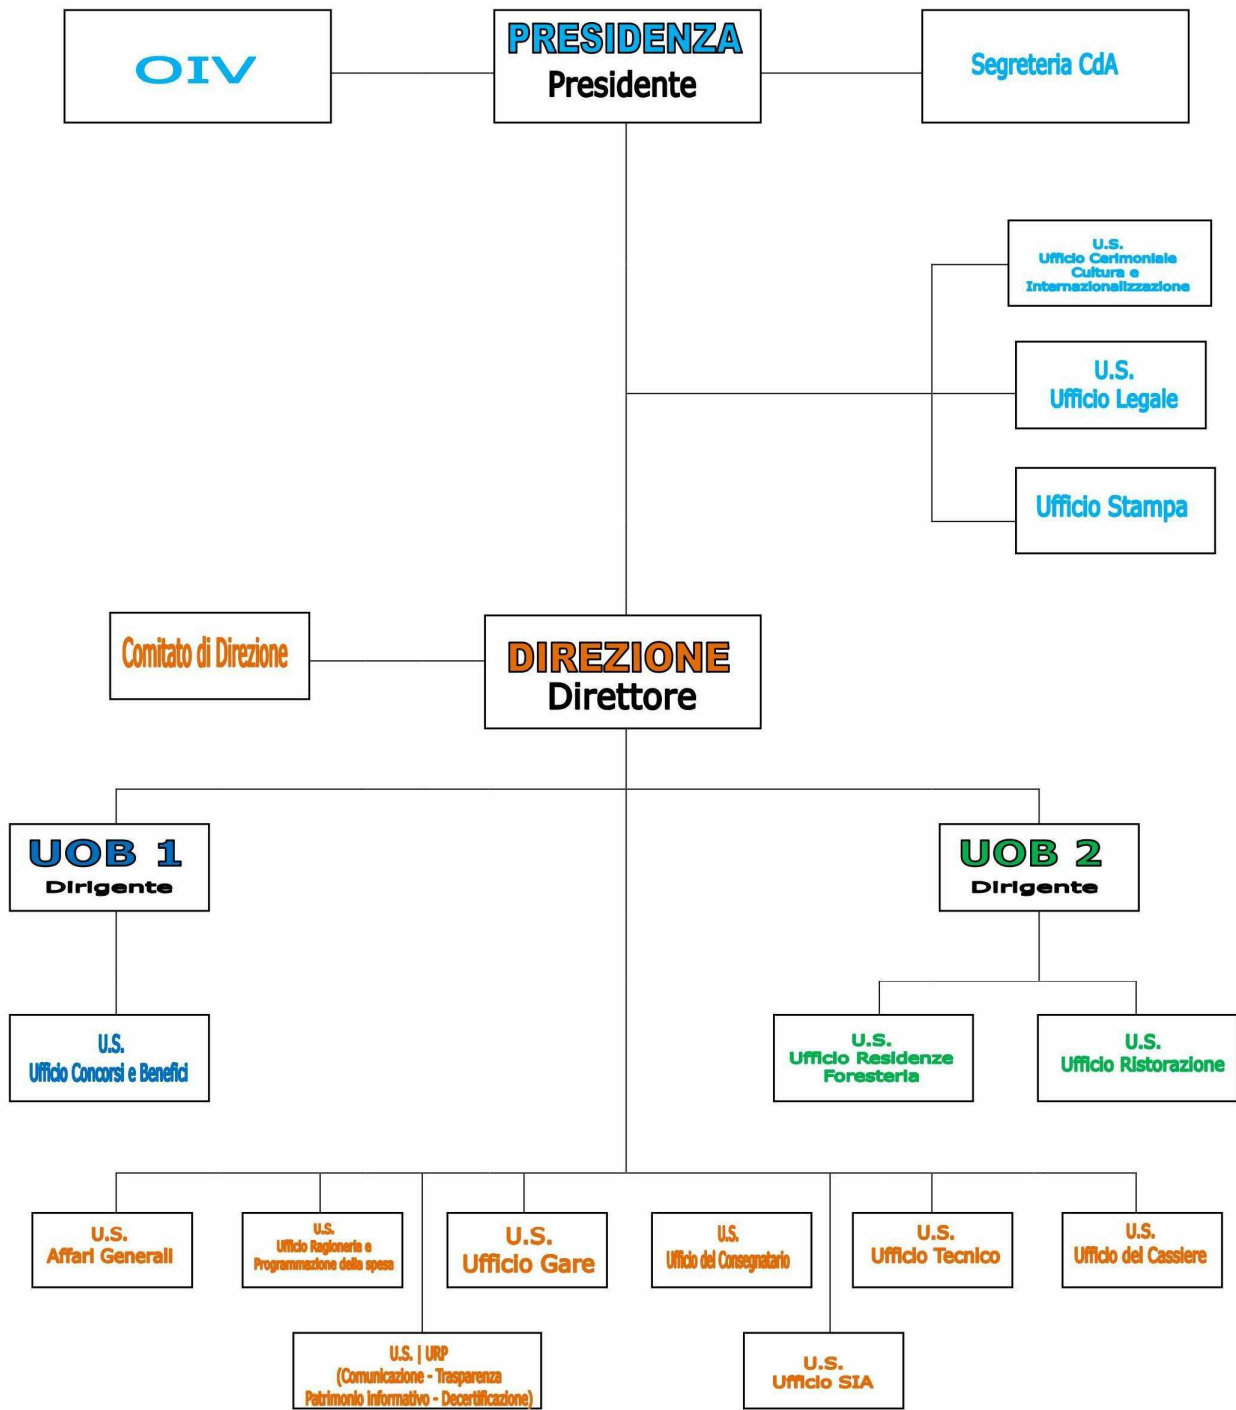 OIV
PRESIDENZA
Presidente
Segreteria CdA
U.S.
Ufficio Cerimoniale
Cultura e
Internazionalizzazione
U.S.
Ufficio Legale
Ufficio Stampa
Comitato di Direzione
DIREZIONE
Direttore
UOB 1
Dirigente
UOB 2
Dirigente
U.S.
Ufficio Concorsi e Benefici
U.S.
Ufficio Residenze
Foresteria
U.S.
Ufficio Ristorazione
U.S.
Affari Generali
U.S.
Ufficio Ragioneria e
Programmazione della spesa
U.S.
Ufficio Gare
U.S.
Ufficio del Consegnatario
U.S.
Ufficio Tecnico
U.S.
Ufficio del Cassiere
U.S. | URP
(Comunicazione - Trasparenza
Patrimonio informativo - Decertificazione)
U.S.
Ufficio SIA